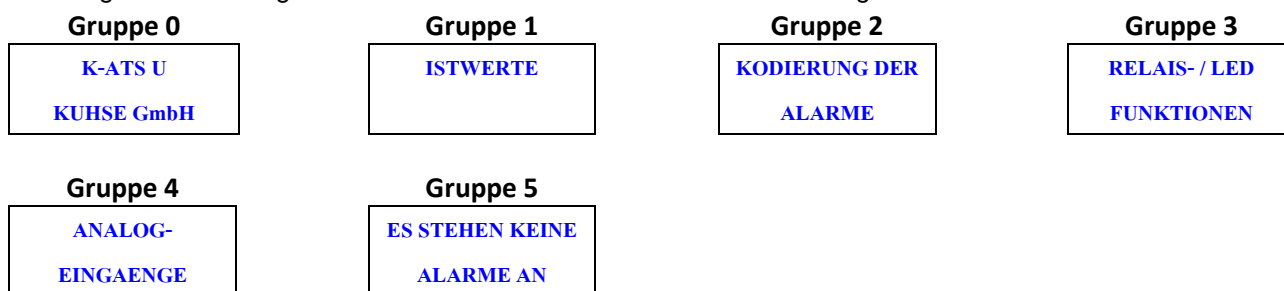 Gruppe 0 Gruppe 1 Gruppe 2 Gruppe 3
K-ATS U ISTWERTE KODIERUNG DER RELAIS- / LED
KUHSE GmbH ALARME FUNKTIONEN
Gruppe 4 Gruppe 5
ANALOG- ES STEHEN KEINE
EINGAENGE ALARME AN